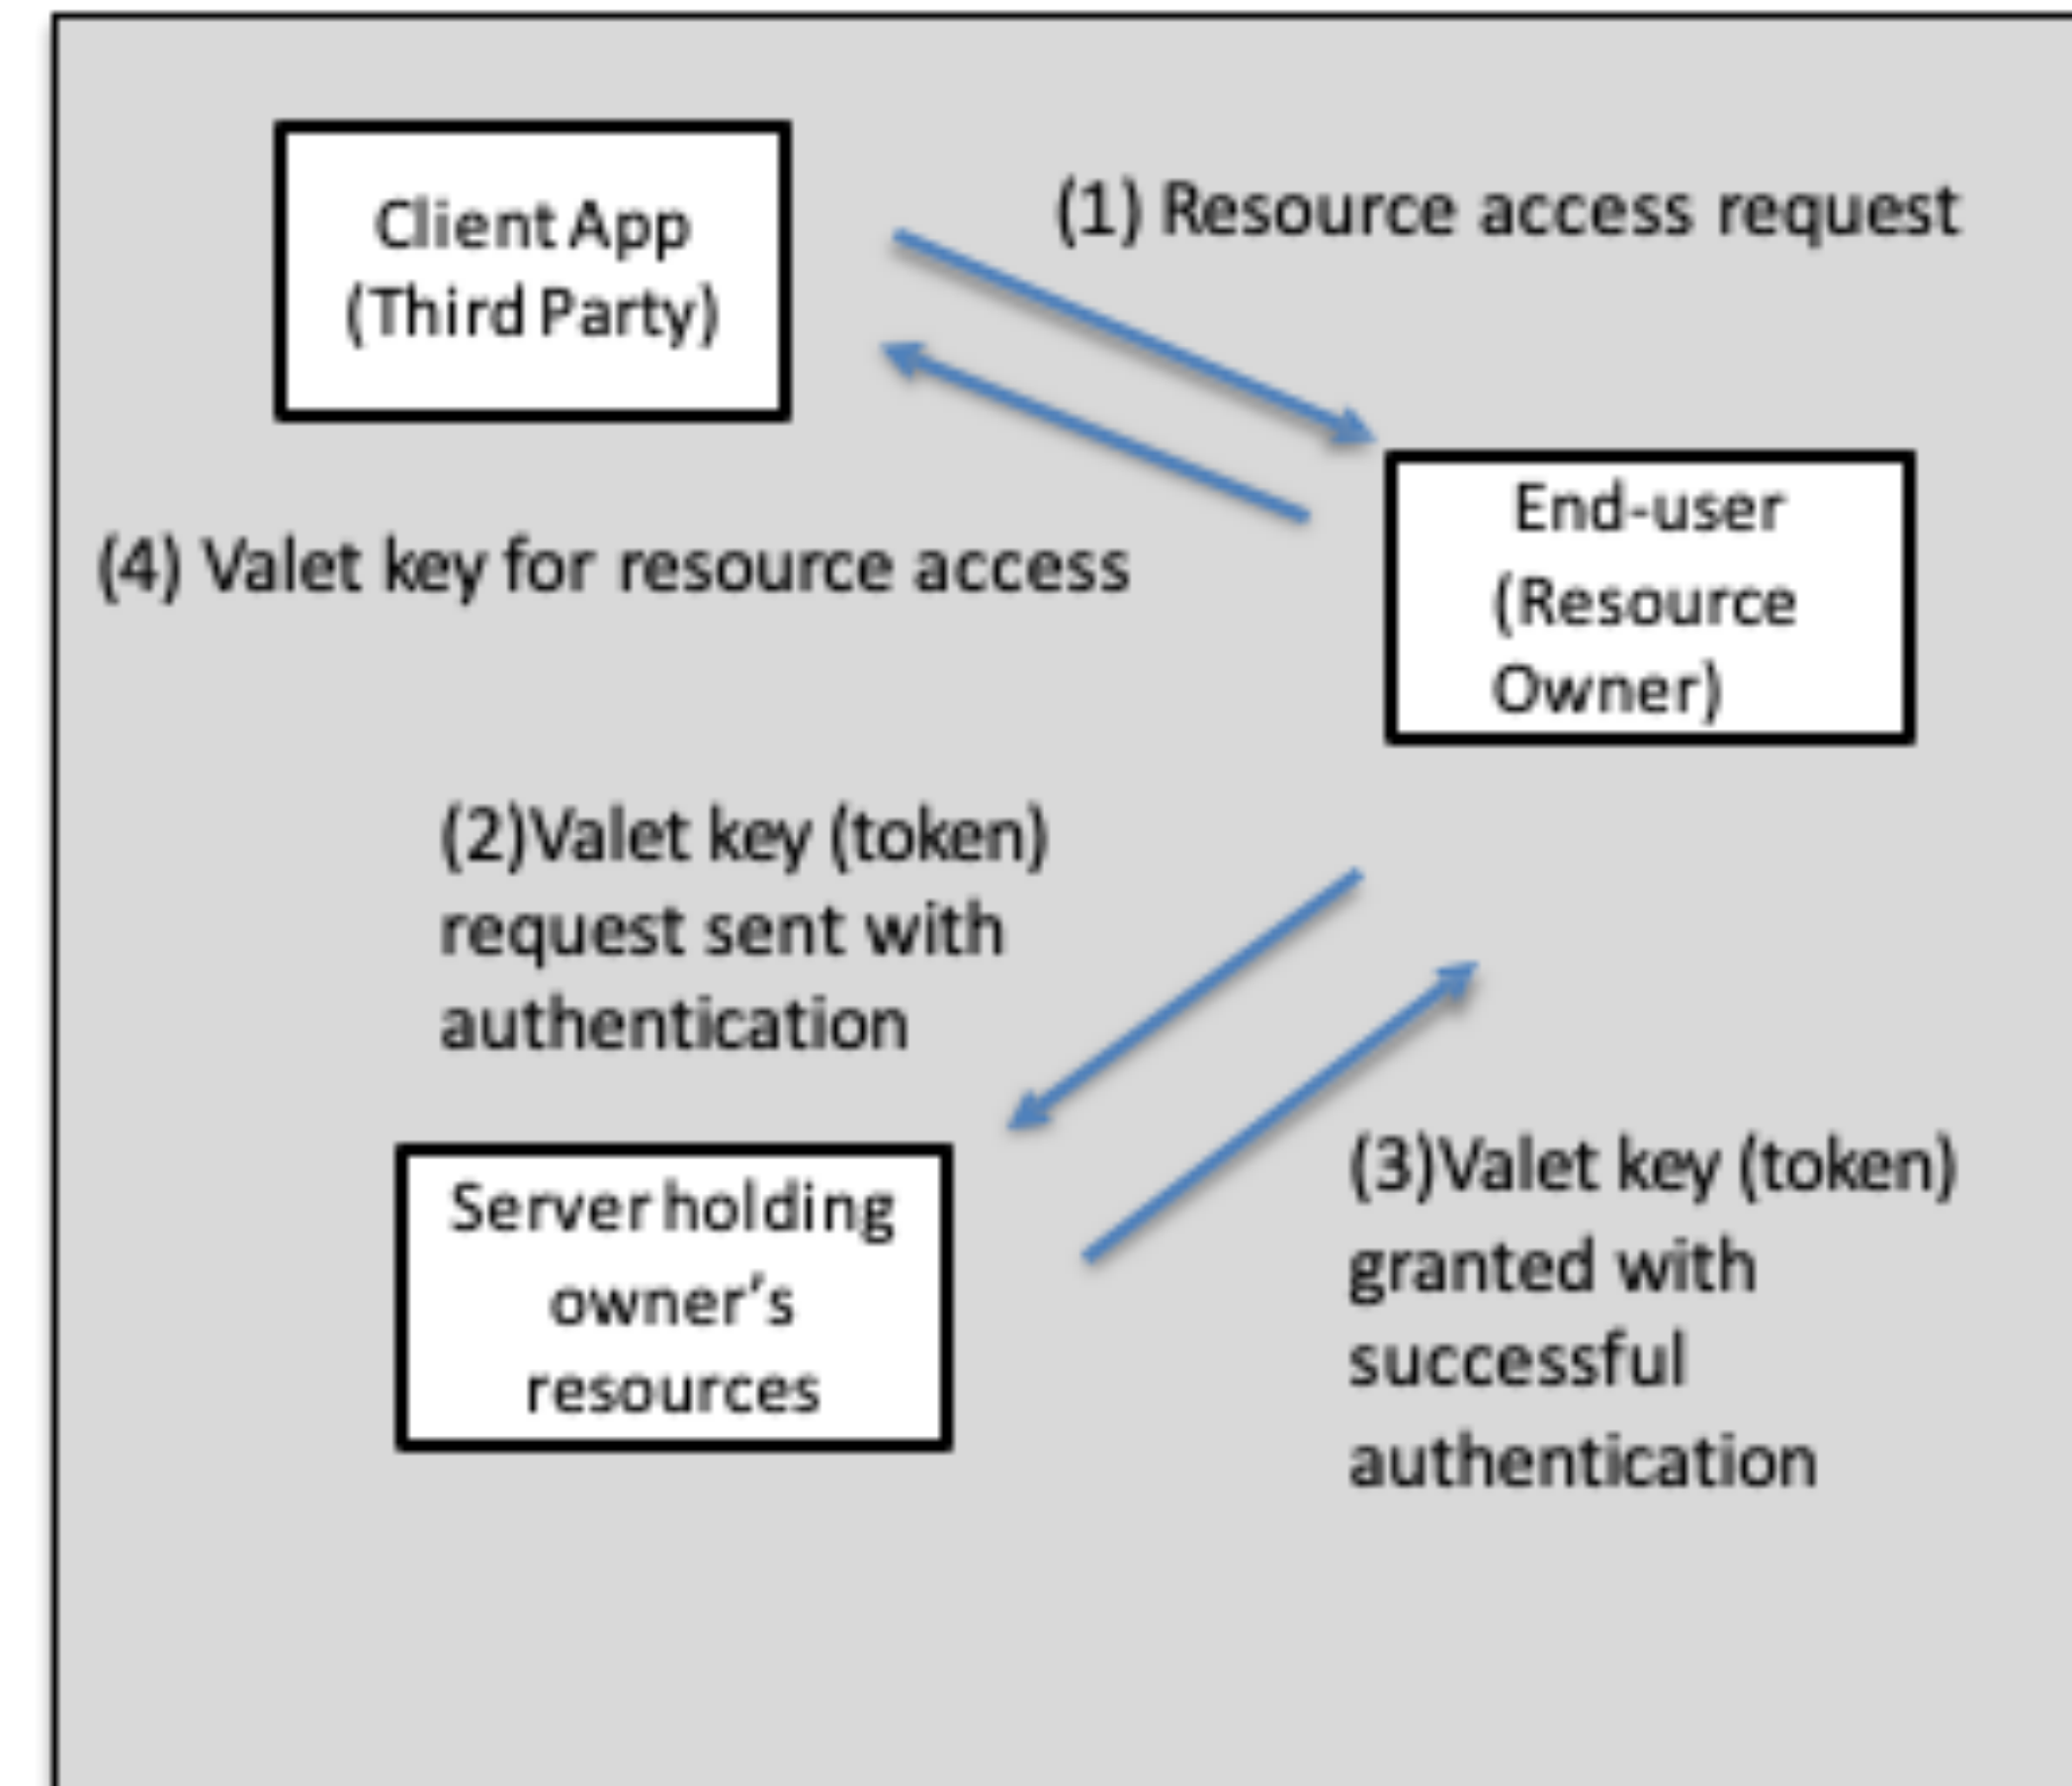 Client App
(Third Party)
(1) Resource access request
End-user
(Resource
Owner)
(4) Valet key for resource access
(2)Valet key (token)
request sent with
authentication
Server holding
owner’s
resources
(3)Valet key (token)
granted with
successful
authentication